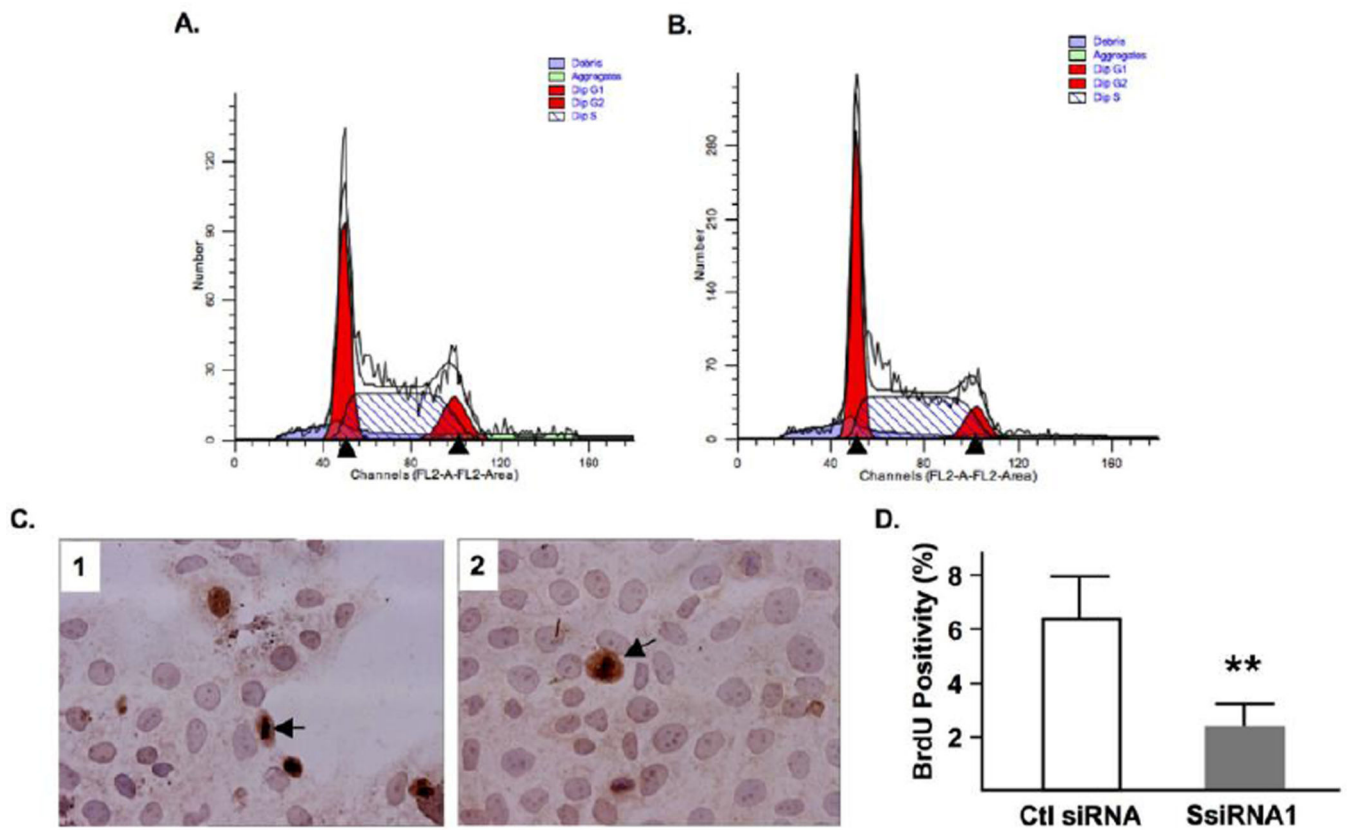 A.
Debris
Aggregates
Dip G1
Dip G2
Dip S
Number
120
90
60
30
0
0 40 80 120 160
Channels (FL2-A-FL2-Area)
B.
Debris
Aggregates
Dip G1
Dip G2
Dip S
Number
280
210
140
70
0
0 40 80 120 160
Channels (FL2-A-FL2-Area)
C.
1
2
D.
BrdU Positivity (%)
8
6
4
2
**
Ctl siRNA SsiRNA1